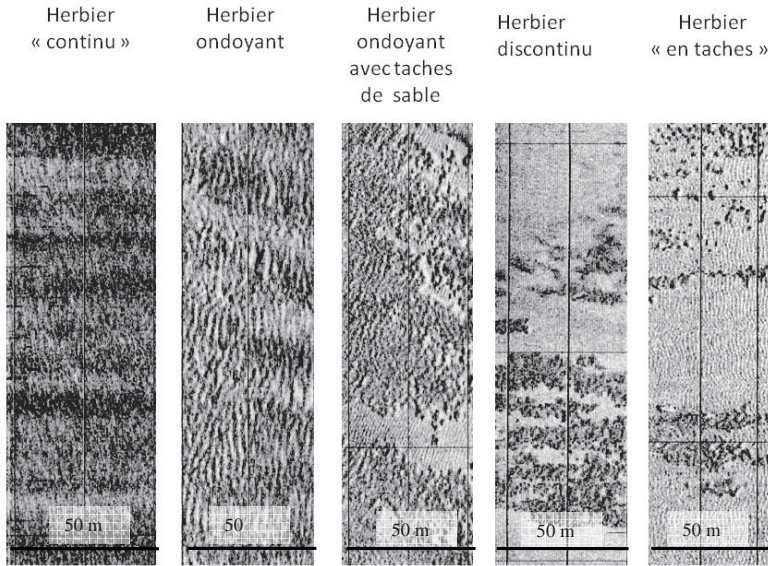 Herbier
« continu »
Herbier
ondoyant
Herbier
ondoyant
avec taches
de sable
Herbier
discontinu
Herbier
« en taches »
50 m
50
50 m
50 m
50 m